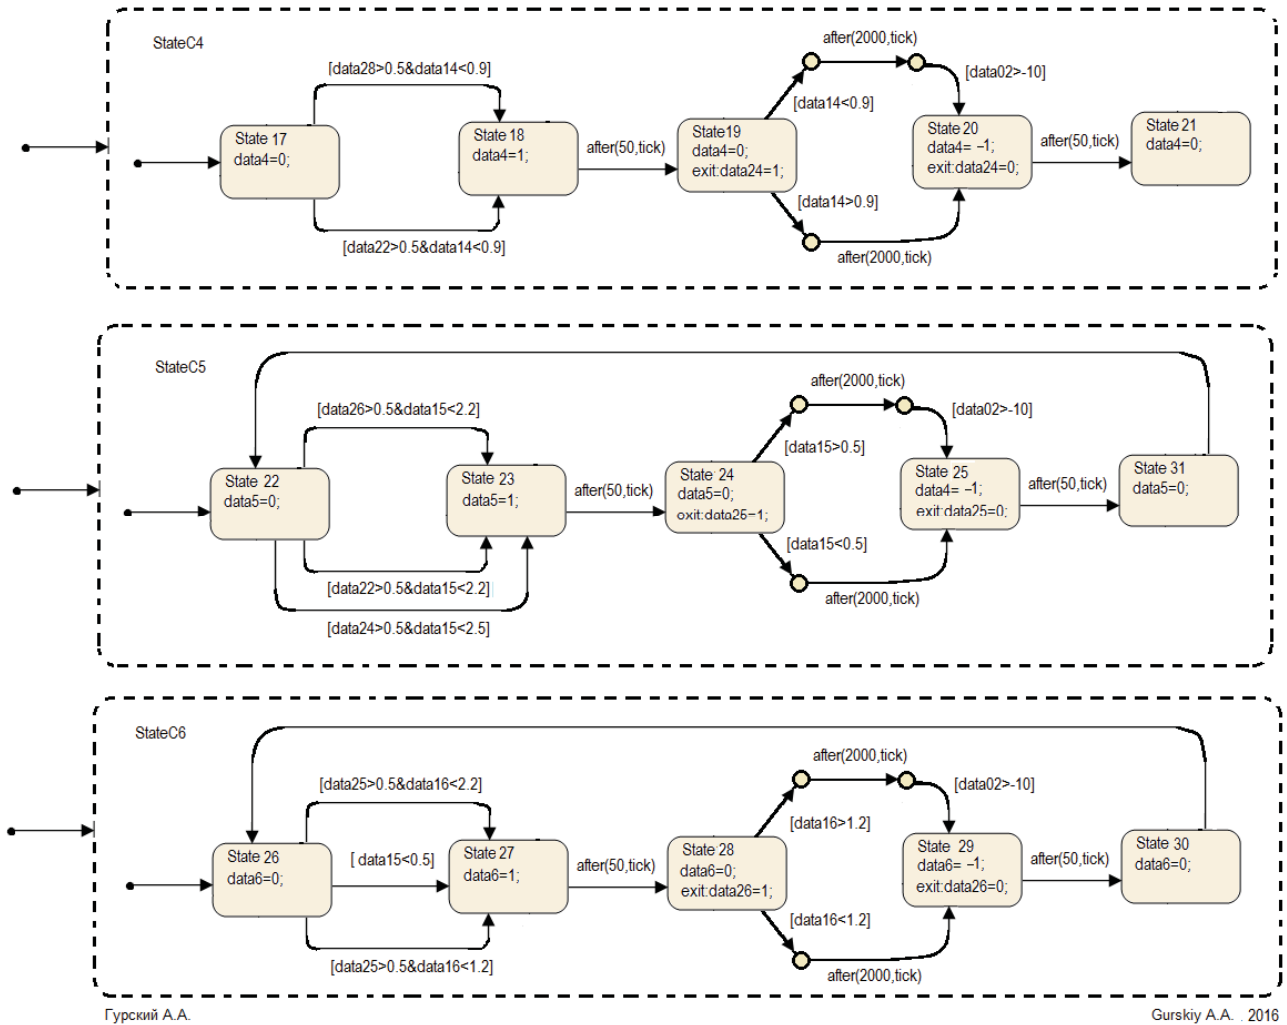 StateC4
after(2000,tick)
[data28>0.5&data14<0.9]
[data02>-10]
[data14<0.9]
State 17
data4=0;
State 18
data4=1;
after(50,tick)
State19
data4=0;
exit:data24=1;
State 20
data4= −1;
exit:data24=0;
after(50,tick)
State 21
data4=0;
[data14>0.9]
[data22>0.5&data14<0.9]
after(2000,tick)
StateC5
after(2000,tick)
[data26>0.5&data15<2.2]
[data02>-10]
[data15>0.5]
State 22
data5=0;
State 23
data5=1;
after(50,tick)
State 24
data5=0;
exit:data25=1;
State 25
data4= −1;
exit:data25=0;
after(50,tick)
State 31
data5=0;
[data15<0.5]
[data22>0.5&data15<2.2]
after(2000,tick)
[data24>0.5&data15<2.5]
StateC6
after(2000,tick)
[data25>0.5&data16<2.2]
[data02>-10]
[data16>1.2]
State 26
data6=0;
[ data15<0.5]
State 27
data6=1;
after(50,tick)
State 28
data6=0;
exit:data26=1;
State 29
data6= −1;
exit:data26=0;
after(50,tick)
State 30
data6=0;
[data16<1.2]
[data25>0.5&data16<1.2]
after(2000,tick)
Гурский А.А.
Gurskiy A.A. . 2016